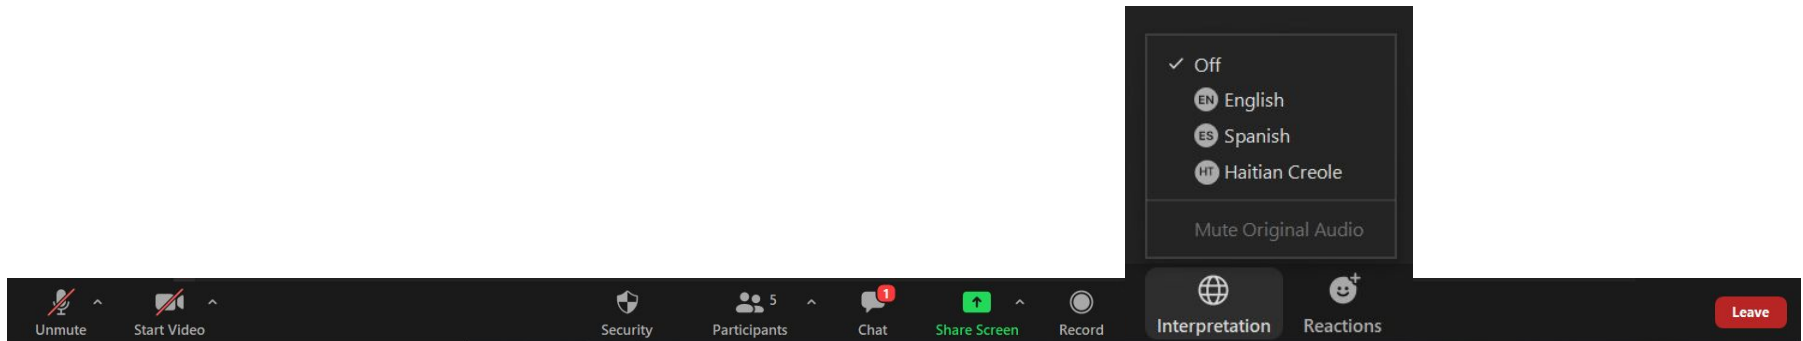 Off
EN English
ES Spanish
HT Haitian Creole
Mute Original Audio
Unmute
Start Video
Security
5
Participants
1
Chat
Share Screen
Record
Interpretation
Reactions
Leave